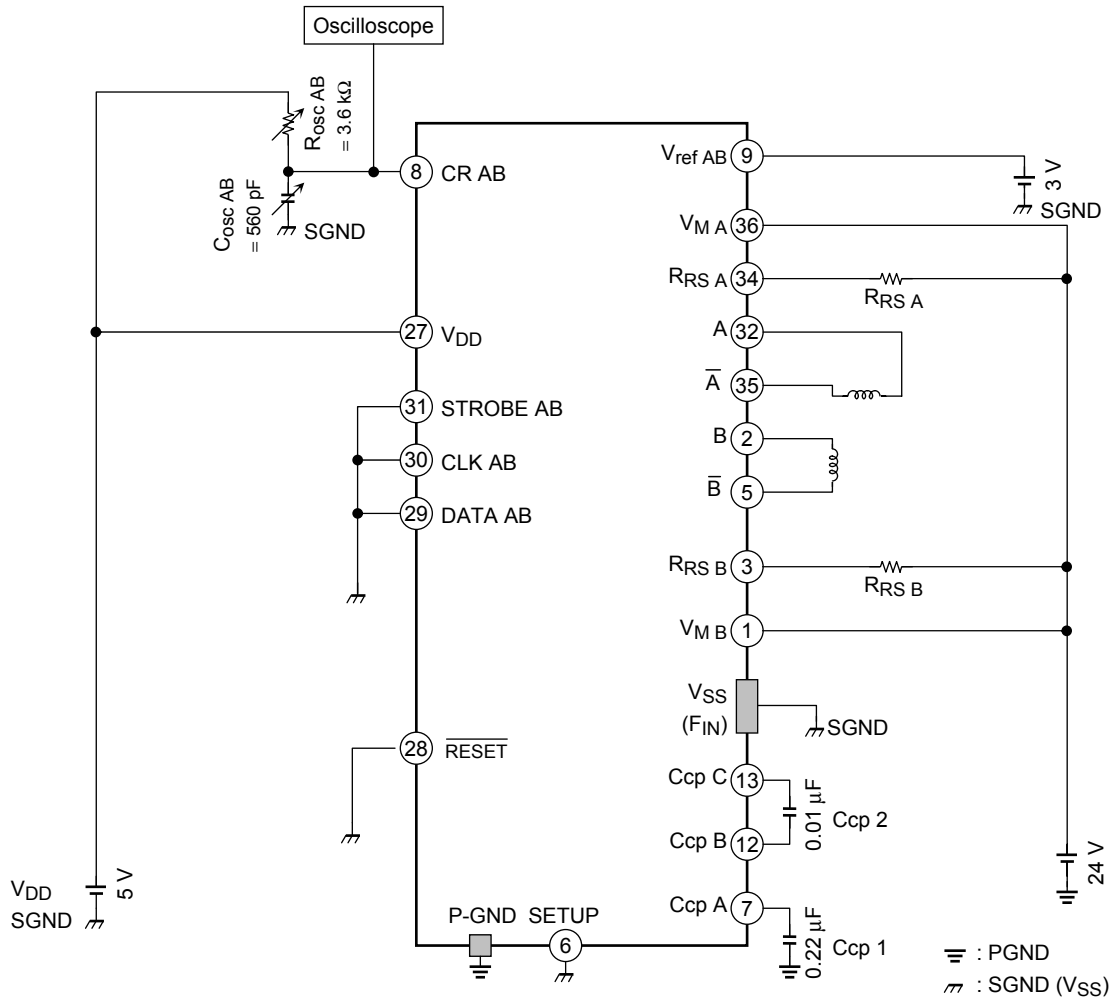 Oscilloscope
Rosc AB
= 3.6 kΩ
Cosc AB
= 560 pF
SGND
8
CR AB
27
VDD
31
STROBE AB
30
CLK AB
29
DATA AB
28
RESET
VDD
SGND
5 V
P-GND
SETUP
6
Vref AB
9
3 V
SGND
VM A
36
RRS A
34
RRS A
A
32
A
35
B
2
B
5
RRS B
3
RRS B
VM B
1
VSS
(FIN)
SGND
Ccp C
13
0.01 μF
Ccp 2
Ccp B
12
Ccp A
7
0.22 μF
Ccp 1
24 V
: PGND
: SGND (VSS)